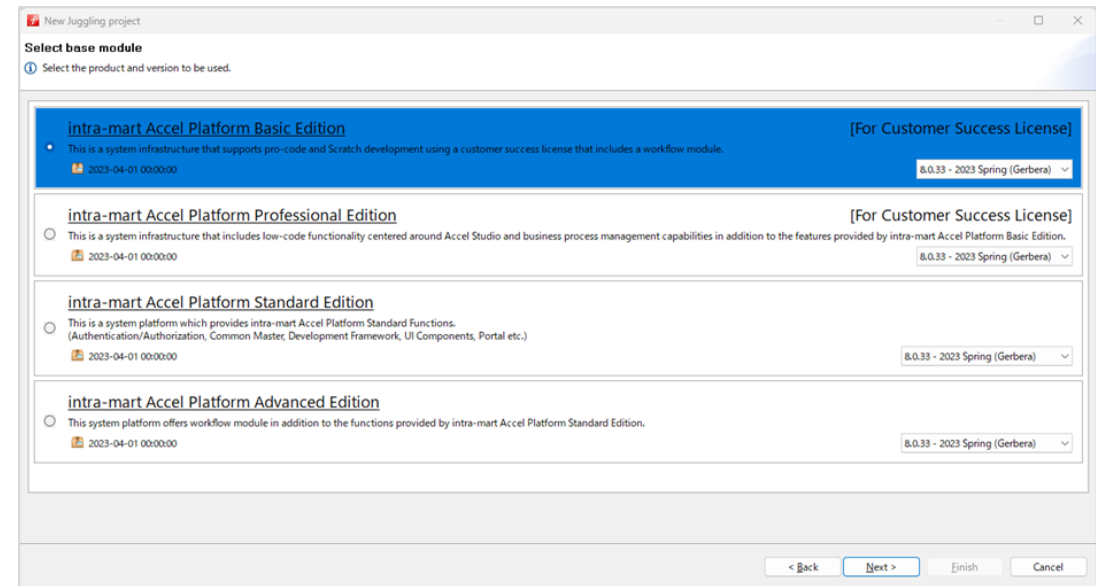 New Juggling project
Select base module
Select the product and version to be used.
intra-mart Accel Platform Basic Edition [For Customer Success License]
This is a system infrastructure that supports pro-code and Scratch development using a customer success license that includes a workflow module.
2023-04-01 00:00:00 8.0.33 - 2023 Spring (Gerbera)
intra-mart Accel Platform Professional Edition [For Customer Success License]
This is a system infrastructure that includes low-code functionality centered around Accel Studio and business process management capabilities in addition to the features provided by intra-mart Accel Platform Basic Edition.
2023-04-01 00:00:00 8.0.33 - 2023 Spring (Gerbera)
intra-mart Accel Platform Standard Edition
This is a system platform which provides intra-mart Accel Platform Standard Functions.
(Authentication/Authorization, Common Master, Development Framework, UI Components, Portal etc.)
2023-04-01 00:00:00 8.0.33 - 2023 Spring (Gerbera)
intra-mart Accel Platform Advanced Edition
This system platform offers workflow module in addition to the functions provided by intra-mart Accel Platform Standard Edition.
2023-04-01 00:00:00 8.0.33 - 2023 Spring (Gerbera)
< Back Next > Finish Cancel